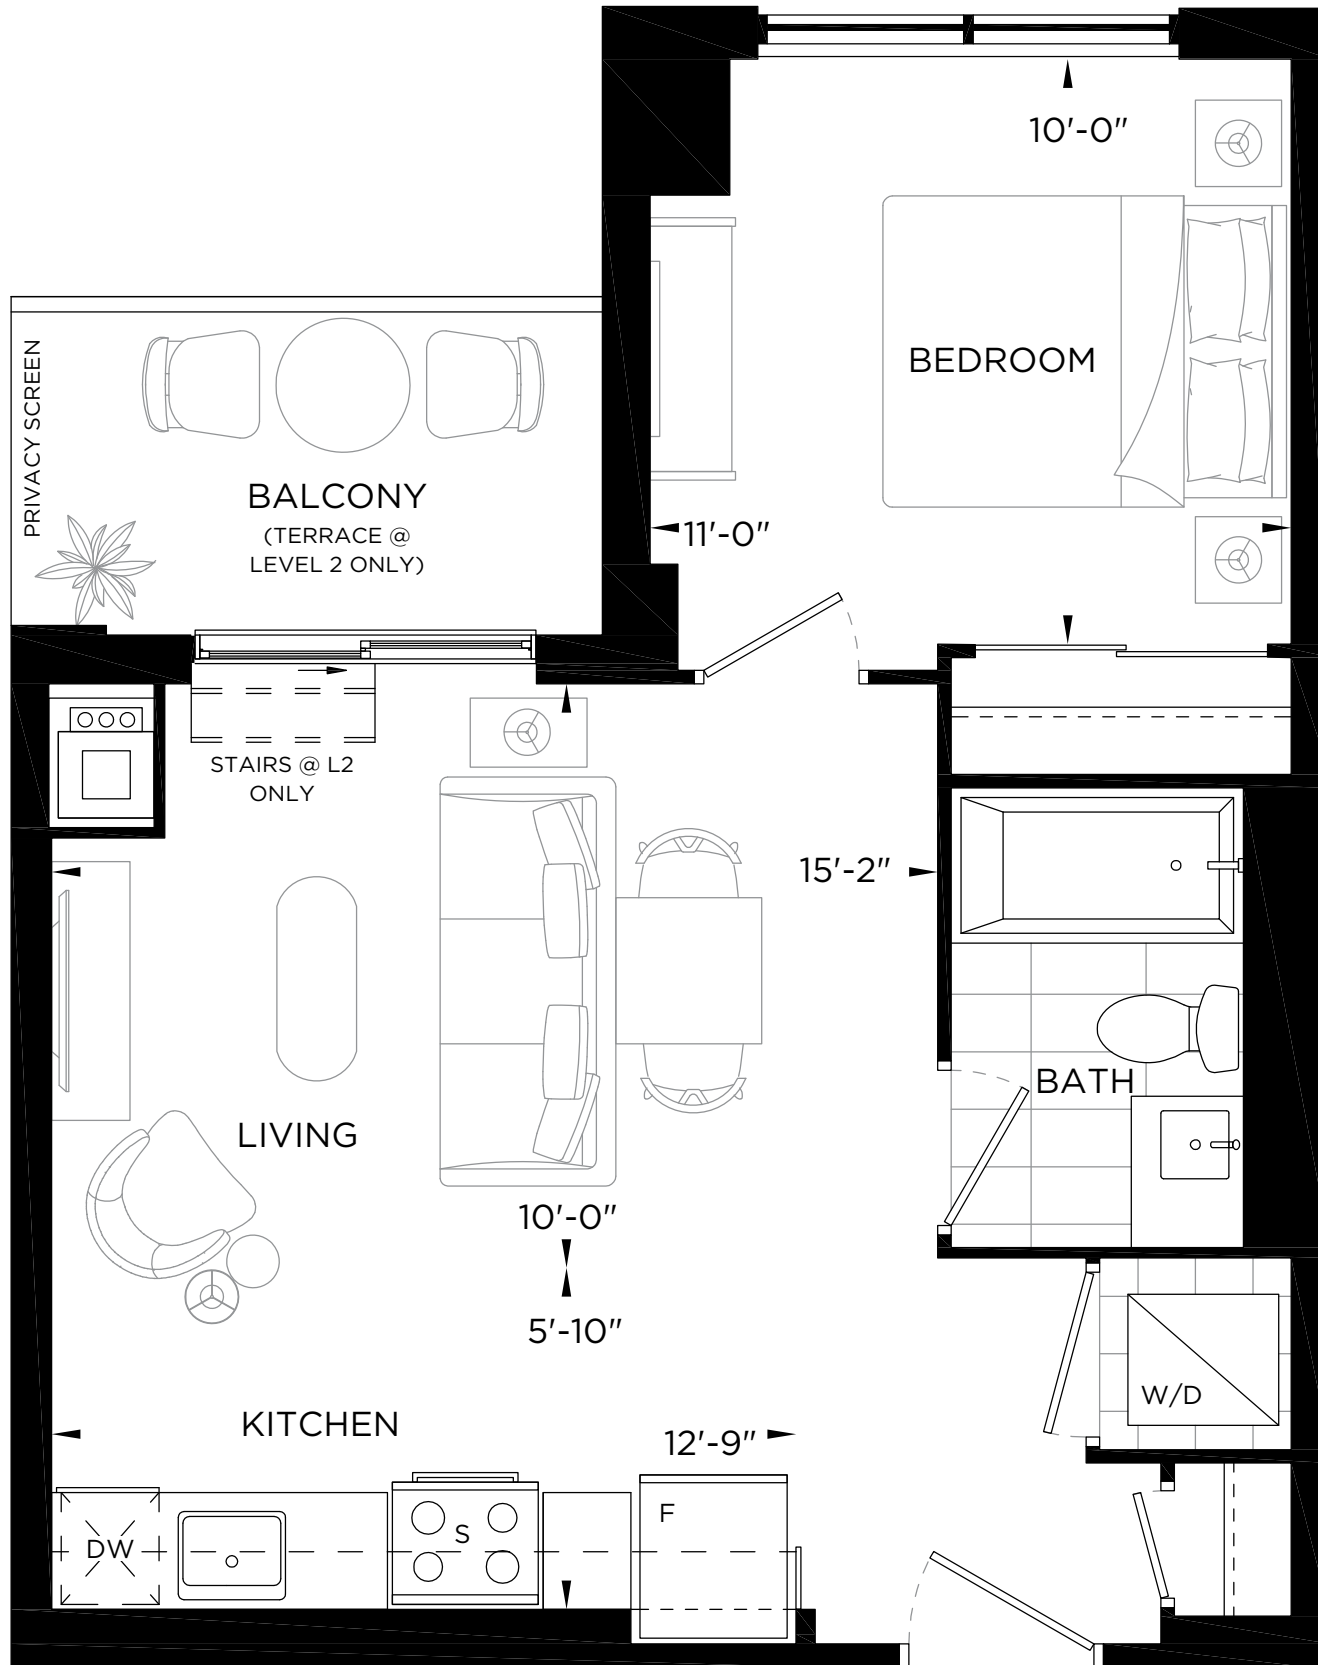 10'-0"
BEDROOM
PRIVACY SCREEN
BALCONY
(TERRACE @
LEVEL 2 ONLY)
11'-0"
STAIRS @ L2
ONLY
15'-2"
BATH
LIVING
10'-0"
5'-10"
W/D
KITCHEN
12'-9"
F
S
DW